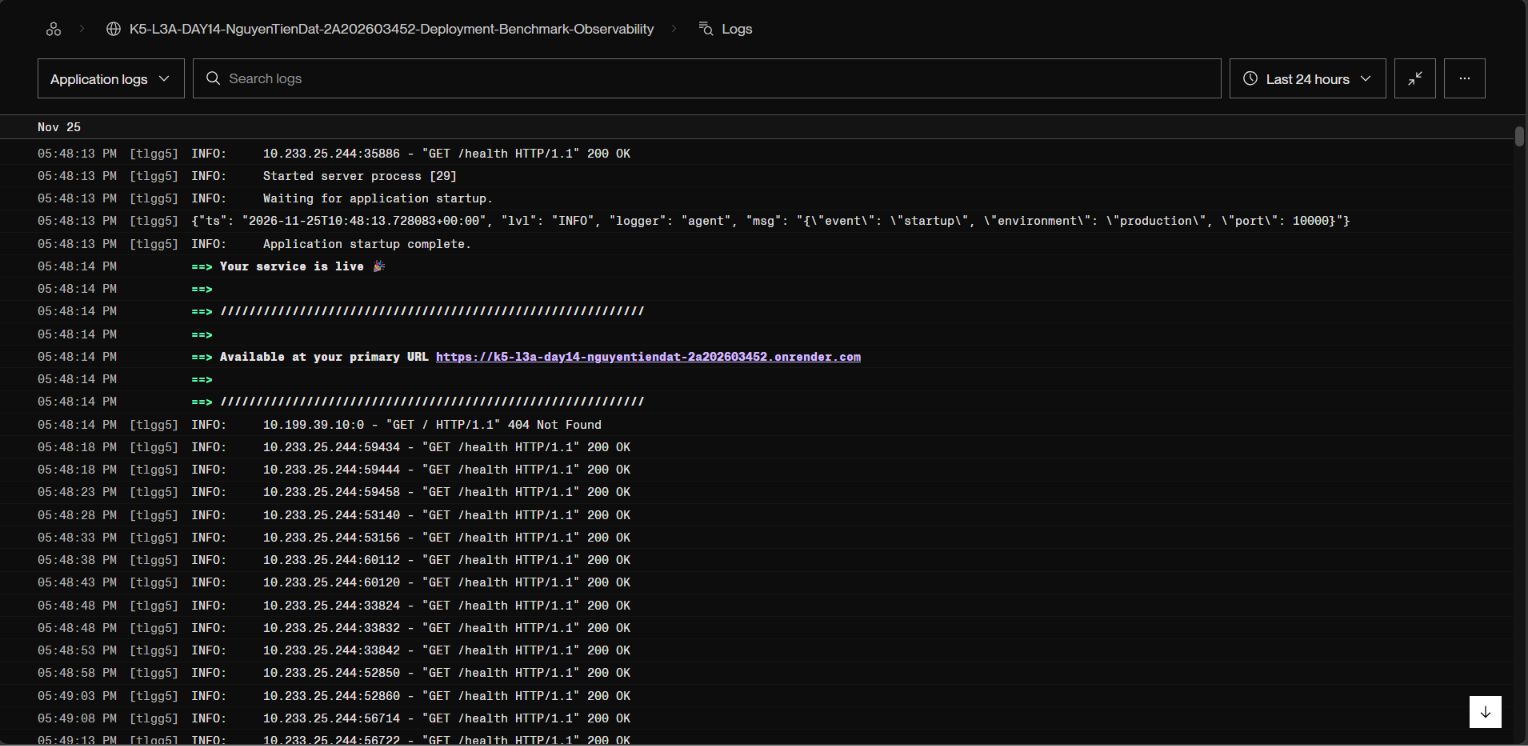 K5-L3A-DAY14-NguyenTienDat-2A202603452-Deployment-Benchmark-Observability > Logs
Application logs Search logs Last 24 hours ...
Nov 25
05:48:13 PM [tlgg5] INFO: 10.233.25.244:35886 - "GET /health HTTP/1.1" 200 OK
05:48:13 PM [tlgg5] INFO: Started server process [29]
05:48:13 PM [tlgg5] INFO: Waiting for application startup.
05:48:13 PM [tlgg5] {"ts": "2026-11-25T10:48:13.728083+00:00", "lvl": "INFO", "logger": "agent", "msg": "{\"event\": \"startup\", \"environment\": \"production\", \"port\": 10000}"}
05:48:13 PM [tlgg5] INFO: Application startup complete.
05:48:14 PM ==> Your service is live 🎉
05:48:14 PM ==>
05:48:14 PM ==> ///////////////////////////////////////////////////////////
05:48:14 PM ==>
05:48:14 PM ==> Available at your primary URL https://k5-l3a-day14-nguyentiendat-2a202603452.onrender.com
05:48:14 PM ==>
05:48:14 PM ==> ///////////////////////////////////////////////////////////
05:48:14 PM [tlgg5] INFO: 10.199.39.10:0 - "GET / HTTP/1.1" 404 Not Found
05:48:18 PM [tlgg5] INFO: 10.233.25.244:59434 - "GET /health HTTP/1.1" 200 OK
05:48:18 PM [tlgg5] INFO: 10.233.25.244:59444 - "GET /health HTTP/1.1" 200 OK
05:48:23 PM [tlgg5] INFO: 10.233.25.244:59458 - "GET /health HTTP/1.1" 200 OK
05:48:28 PM [tlgg5] INFO: 10.233.25.244:53140 - "GET /health HTTP/1.1" 200 OK
05:48:33 PM [tlgg5] INFO: 10.233.25.244:53156 - "GET /health HTTP/1.1" 200 OK
05:48:38 PM [tlgg5] INFO: 10.233.25.244:60112 - "GET /health HTTP/1.1" 200 OK
05:48:43 PM [tlgg5] INFO: 10.233.25.244:60120 - "GET /health HTTP/1.1" 200 OK
05:48:48 PM [tlgg5] INFO: 10.233.25.244:33824 - "GET /health HTTP/1.1" 200 OK
05:48:48 PM [tlgg5] INFO: 10.233.25.244:33832 - "GET /health HTTP/1.1" 200 OK
05:48:53 PM [tlgg5] INFO: 10.233.25.244:33842 - "GET /health HTTP/1.1" 200 OK
05:48:58 PM [tlgg5] INFO: 10.233.25.244:52850 - "GET /health HTTP/1.1" 200 OK
05:49:03 PM [tlgg5] INFO: 10.233.25.244:52860 - "GET /health HTTP/1.1" 200 OK
05:49:08 PM [tlgg5] INFO: 10.233.25.244:56714 - "GET /health HTTP/1.1" 200 OK
05:49:13 PM [tlgg5] INFO: 10.233.25.244:56722 - "GET /health HTTP/1.1" 200 OK